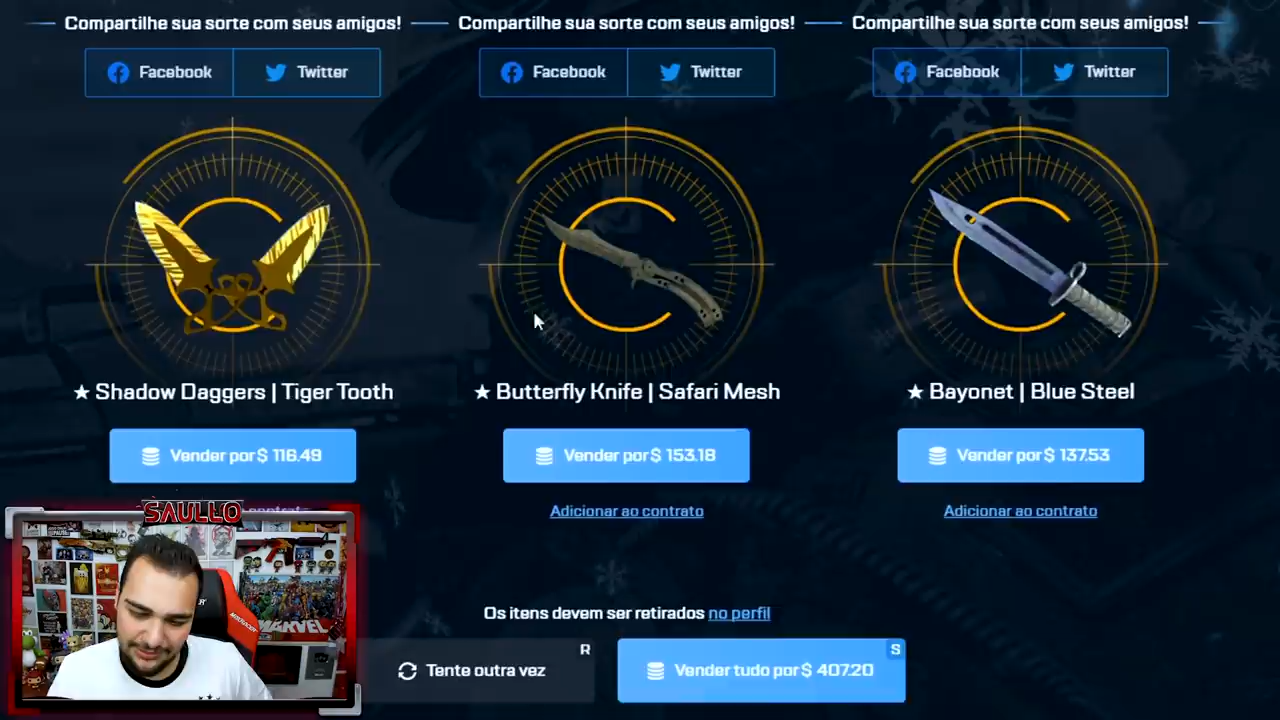 Compartilhe sua sorte com seus amigos!
Compartilhe sua sorte com seus amigos!
Compartilhe sua sorte com seus amigos!
Facebook
Twitter
Facebook
Twitter
Facebook
Twitter
★ Shadow Daggers | Tiger Tooth
★ Butterfly Knife | Safari Mesh
★ Bayonet | Blue Steel
Vender por $ 116.49
Vender por $ 153.18
Vender por $ 137.53
Adicionar ao contrato
Adicionar ao contrato
SAULLO
MARVEL
Os itens devem ser retirados no perfil
Tente outra vez
R
Vender tudo por $ 407.20
S